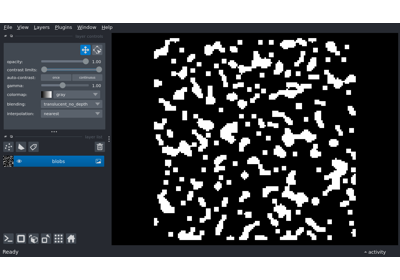 File View Layers Plugins Window Help
opacity: 1.00
contrast limits:
auto-contrast: once continuous
gamma: 1.00
colormap: gray
blending: translucent_no_depth
interpolation: nearest
blobs
Ready
activity